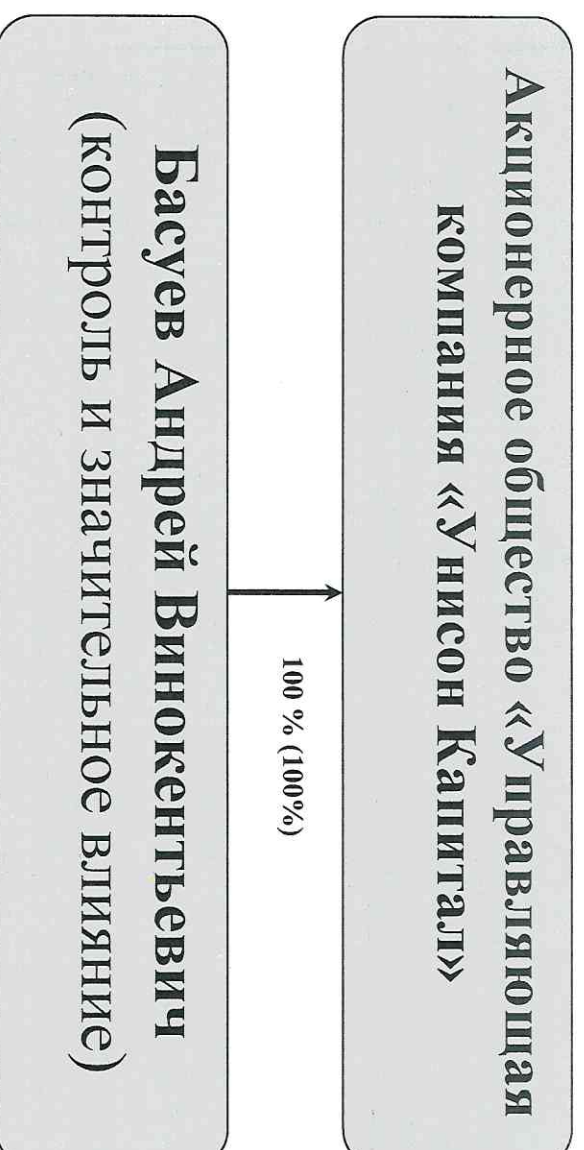 Акционерное общество «Управляющая
компания «Унисон Капитал»
100 % (100%)
Басуев Андрей Винокентьевич
(контроль и значительное влияние)